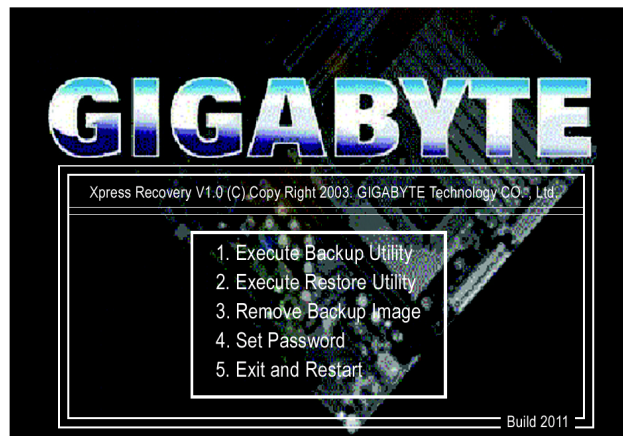 GIGABYTE
Xpress Recovery V1.0 (C) Copy Right 2003. GIGABYTE Technology CO. , Ltd.
1. Execute Backup Utility
2. Execute Restore Utility
3. Remove Backup Image
4. Set Password
5. Exit and Restart
Build 2011